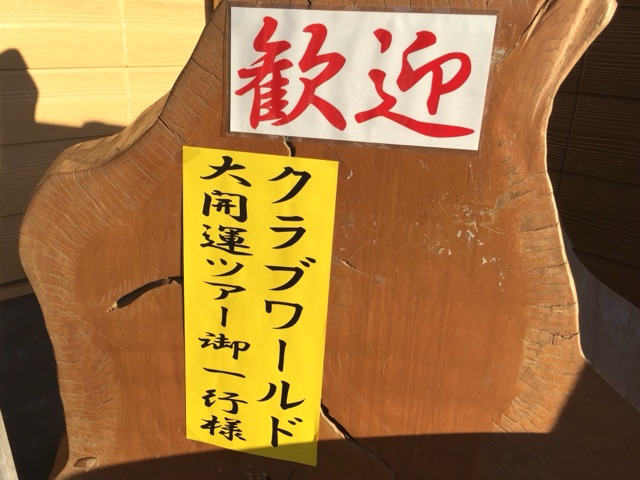 歓迎
クラブワールド
大開運ツアー御一行様